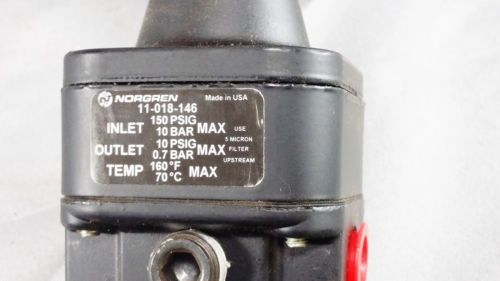 NORGREN Made in USA
11-018-146
INLET 150 PSIG 10 BAR MAX USE
5 MICRON
OUTLET 10 PSIG 0.7 BAR MAX FILTER
UPSTREAM
TEMP 160 °F 70 °C MAX